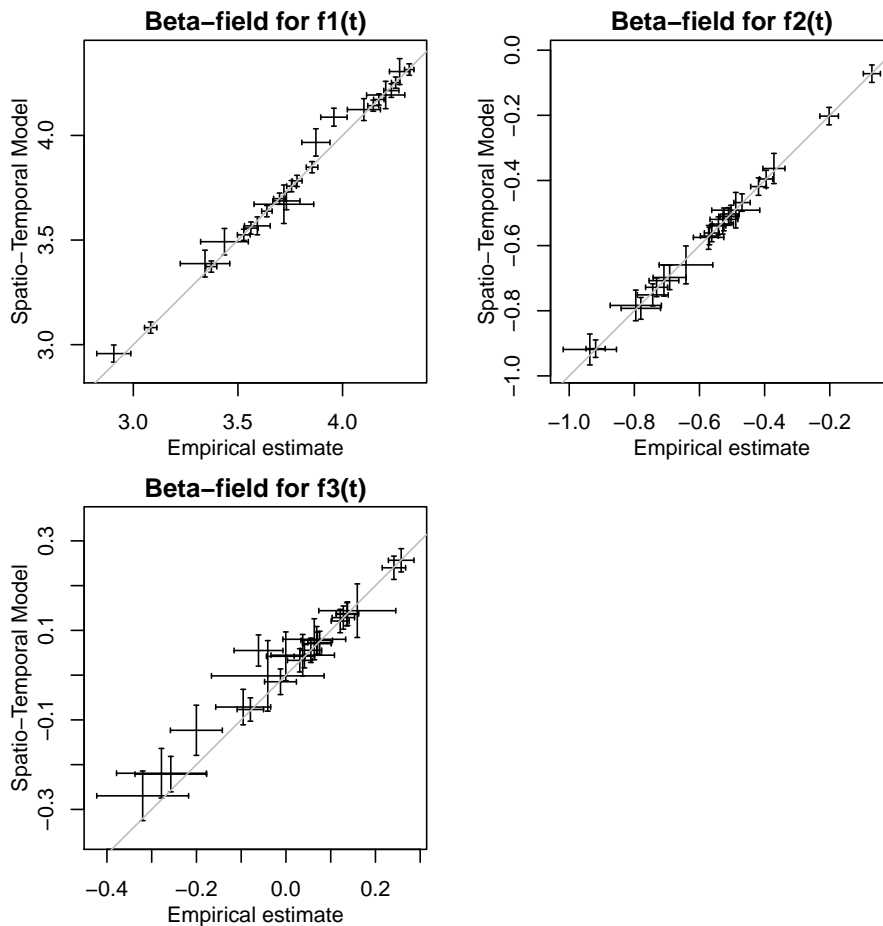 Beta−field for f1(t)
Spatio−Temporal Model
4.0
3.5
3.0
3.0 3.5 4.0
Empirical estimate
Beta−field for f2(t)
Spatio−Temporal Model
0.0
−0.2
−0.4
−0.6
−0.8
−1.0
−1.0 −0.8 −0.6 −0.4 −0.2
Empirical estimate
Beta−field for f3(t)
Spatio−Temporal Model
0.3
0.1
−0.1
−0.3
−0.4 −0.2 0.0 0.2
Empirical estimate